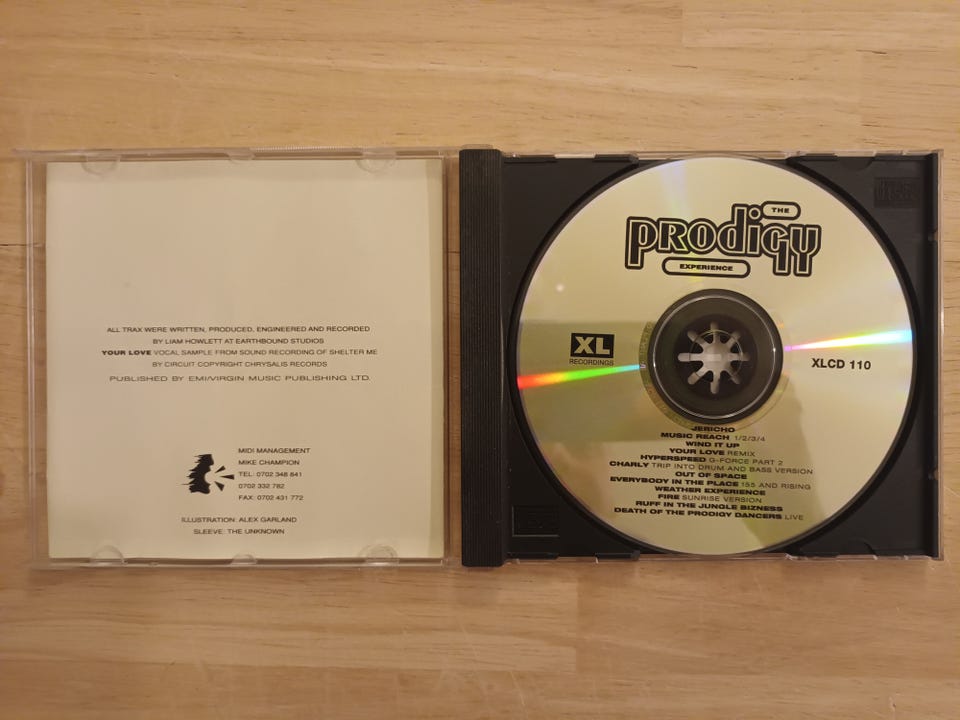 ALL TRAX WERE WRITTEN, PRODUCED, ENGINEERED AND RECORDED
BY LIAM HOWLETT AT EARTHBOUND STUDIOS
YOUR LOVE VOCAL SAMPLE FROM SOUND RECORDING OF SHELTER ME
BY CIRCUIT COPYRIGHT CHRYSALIS RECORDS
PUBLISHED BY EMI/VIRGIN MUSIC PUBLISHING LTD.
MIDI MANAGEMENT
MIKE CHAMPION
TEL: 0702 348 641
0702 332 782
FAX: 0702 431 772
ILLUSTRATION: ALEX GARLAND
SLEEVE: THE UNKNOWN
THE
PRODIGY
EXPERIENCE
XL
RECORDINGS
XLCD 110
JERICHO
MUSIC REACH 1/2/3/4
WIND IT UP
YOUR LOVE REMIX
HYPERSPEED G-FORCE PART 2
CHARLY TRIP INTO DRUM AND BASS VERSION
OUT OF SPACE
EVERYBODY IN THE PLACE 155 AND RISING
WEATHER EXPERIENCE
FIRE SUNRISE VERSION
RUFF IN THE JUNGLE BIZNESS
DEATH OF THE PRODIGY DANCERS LIVE